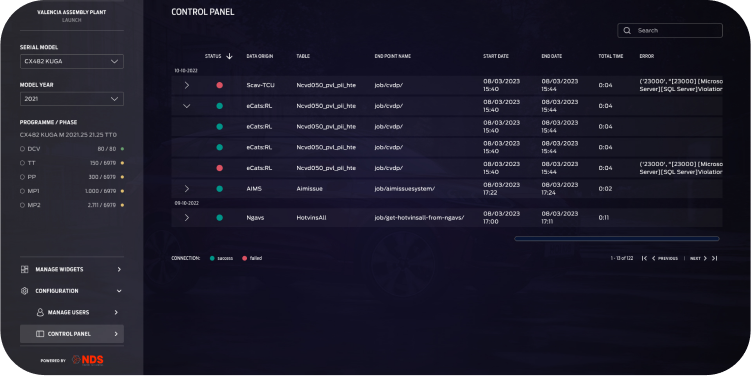 VALENCIA ASSEMBLY PLANT
LAUNCH
SERIAL MODEL
CX482 KUGA
MODEL YEAR
2021
PROGRAMME / PHASE
CX482 KUGA M 2021.25 21.25 TT0
DCV 80 / 80
TT 150 / 6979
PP 300 / 6979
MP1 1.000 / 6979
MP2 2.711 / 6979
MANAGE WIDGETS
CONFIGURATION
MANAGE USERS
CONTROL PANEL
POWERED BY NDS
CONTROL PANEL
Search
STATUS DATA ORIGIN TABLE END POINT NAME START DATE END DATE TOTAL TIME ERROR
10-10-2022
Scav-TCU Ncvd050_pvl_pii_hte job/cvdp/ 08/03/2023 15:40 08/03/2023 15:44 0:04 ('23000', "[23000] [Microso
Server][SQL Server]Violation
eCats:RL Ncvd050_pvl_pii_hte job/cvdp/ 08/03/2023 15:40 08/03/2023 15:44 0:04
eCats:RL Ncvd050_pvl_pii_hte job/cvdp/ 08/03/2023 15:40 08/03/2023 15:44 0:04
eCats:RL Ncvd050_pvl_pii_hte job/cvdp/ 08/03/2023 15:40 08/03/2023 15:44 0:04
eCats:RL Ncvd050_pvl_pii_hte job/cvdp/ 08/03/2023 15:40 08/03/2023 15:44 0:04 ('23000', "[23000] [Microso
Server][SQL Server]Violation
AIMS Aimissue job/aimissuesystem/ 08/03/2023 17:22 08/03/2023 17:24 0:02
09-10-2022
Ngavs HotvinsAll job/get-hotvinsall-from-ngavs/ 08/03/2023 17:00 08/03/2023 17:11 0:11
CONNECTION: success failed
1 - 13 of 122 PREVIOUS | NEXT